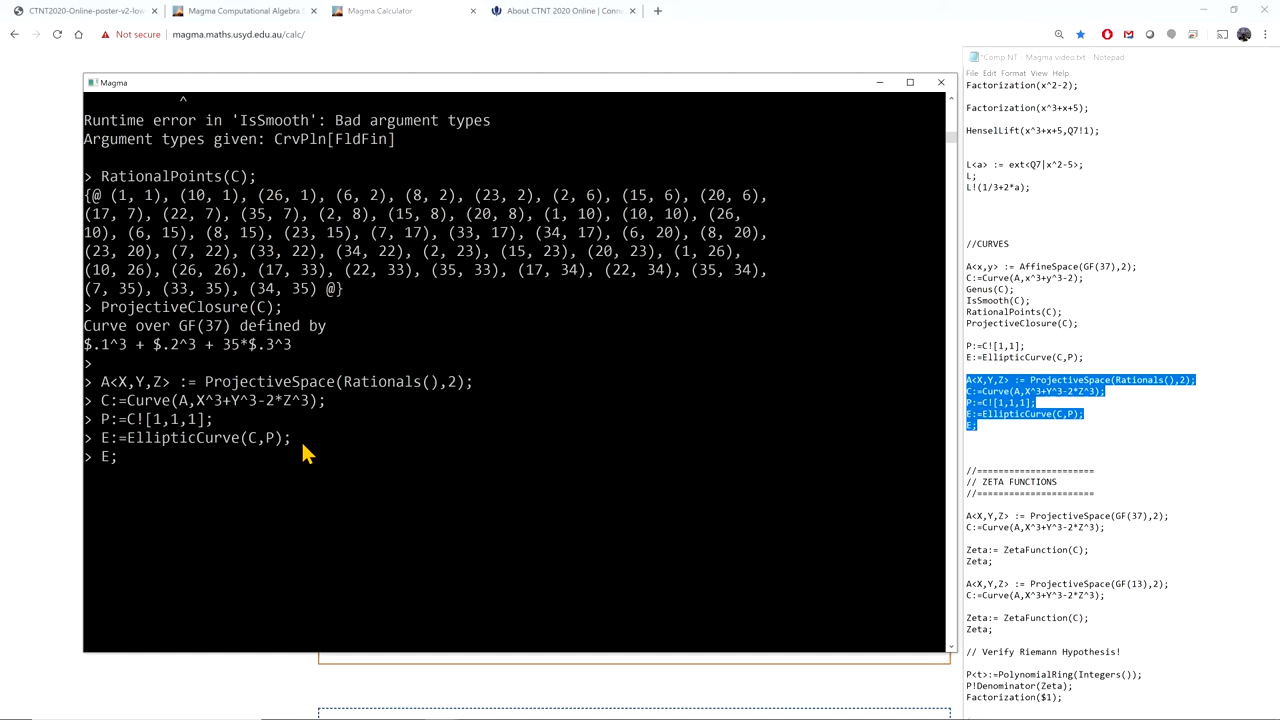 CTNT2020-Online-poster-v2-low
Magma Computational Algebra
Magma Calculator
About CTNT 2020 Online | Conn
Not secure
magma.maths.usyd.edu.au/calc/
Magma
^
Runtime error in 'IsSmooth': Bad argument types
Argument types given: CrvPln[FldFin]
> RationalPoints(C);
{@ (1, 1), (10, 1), (26, 1), (6, 2), (8, 2), (23, 2), (2, 6), (15, 6), (20, 6),
(17, 7), (22, 7), (35, 7), (2, 8), (15, 8), (20, 8), (1, 10), (10, 10), (26,
10), (6, 15), (8, 15), (23, 15), (7, 17), (33, 17), (34, 17), (6, 20), (8, 20),
(23, 20), (7, 22), (33, 22), (34, 22), (2, 23), (15, 23), (20, 23), (1, 26),
(10, 26), (26, 26), (17, 33), (22, 33), (35, 33), (17, 34), (22, 34), (35, 34),
(7, 35), (33, 35), (34, 35) @}
> ProjectiveClosure(C);
Curve over GF(37) defined by
$.1^3 + $.2^3 + 35*$.3^3
>
> A<X,Y,Z> := ProjectiveSpace(Rationals(),2);
> C:=Curve(A,X^3+Y^3-2*Z^3);
> P:=C![1,1,1];
> E:=EllipticCurve(C,P);
> E;
*Comp NT - Magma video.txt - Notepad
File Edit Format View Help
Factorization(x^2-2);
Factorization(x^3+x+5);
HenselLift(x^3+x+5,Q7!1);
L<a> := ext<Q7|x^2-5>;
L;
L!(1/3+2*a);
//CURVES
A<x,y> := AffineSpace(GF(37),2);
C:=Curve(A,x^3+y^3-2);
Genus(C);
IsSmooth(C);
RationalPoints(C);
ProjectiveClosure(C);
P:=C![1,1];
E:=EllipticCurve(C,P);
A<X,Y,Z> := ProjectiveSpace(Rationals(),2);
C:=Curve(A,X^3+Y^3-2*Z^3);
P:=C![1,1,1];
E:=EllipticCurve(C,P);
E;
//======================
// ZETA FUNCTIONS
//======================
A<X,Y,Z> := ProjectiveSpace(GF(37),2);
C:=Curve(A,X^3+Y^3-2*Z^3);
Zeta:= ZetaFunction(C);
Zeta;
A<X,Y,Z> := ProjectiveSpace(GF(13),2);
C:=Curve(A,X^3+Y^3-2*Z^3);
Zeta:= ZetaFunction(C);
Zeta;
// Verify Riemann Hypothesis!
P<t>:=PolynomialRing(Integers());
P!Denominator(Zeta);
Factorization($1);